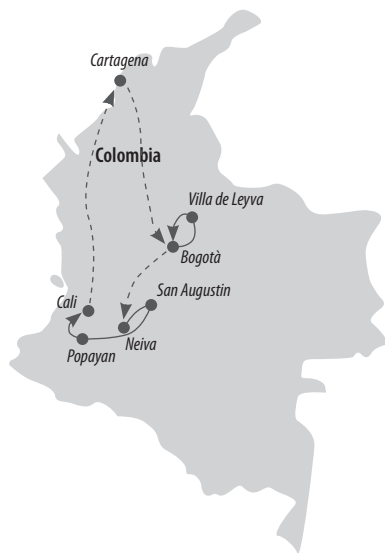 Cartagena
Colombia
Villa de Leyva
Bogotà
San Augustin
Cali
Neiva
Popayan